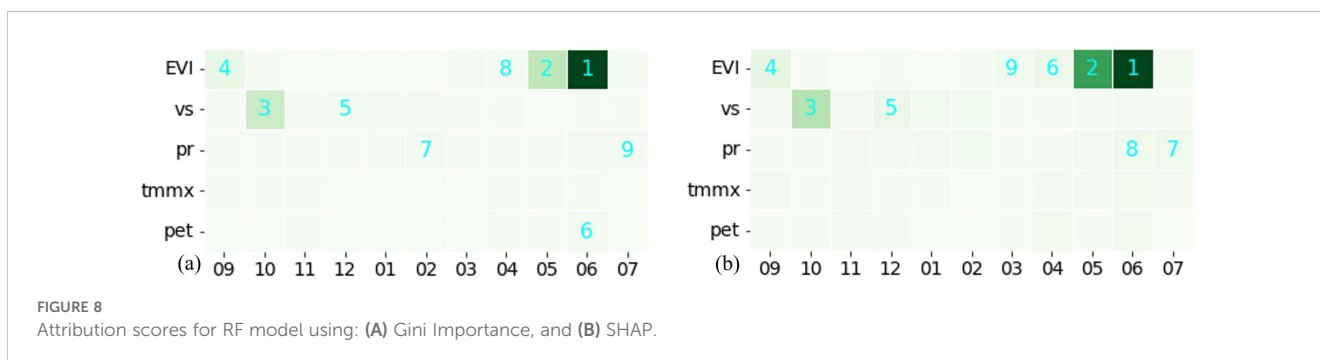 EVI - 4 8 2 1
vs - 3 5
pr - 7 9
tmmx -
pet - 6
(a) 09 10 11 12 01 02 03 04 05 06 07
EVI - 4 9 6 2 1
vs - 3 5
pr - 8 7
tmmx -
pet -
(b) 09 10 11 12 01 02 03 04 05 06 07
FIGURE 8
Attribution scores for RF model using: (A) Gini Importance, and (B) SHAP.